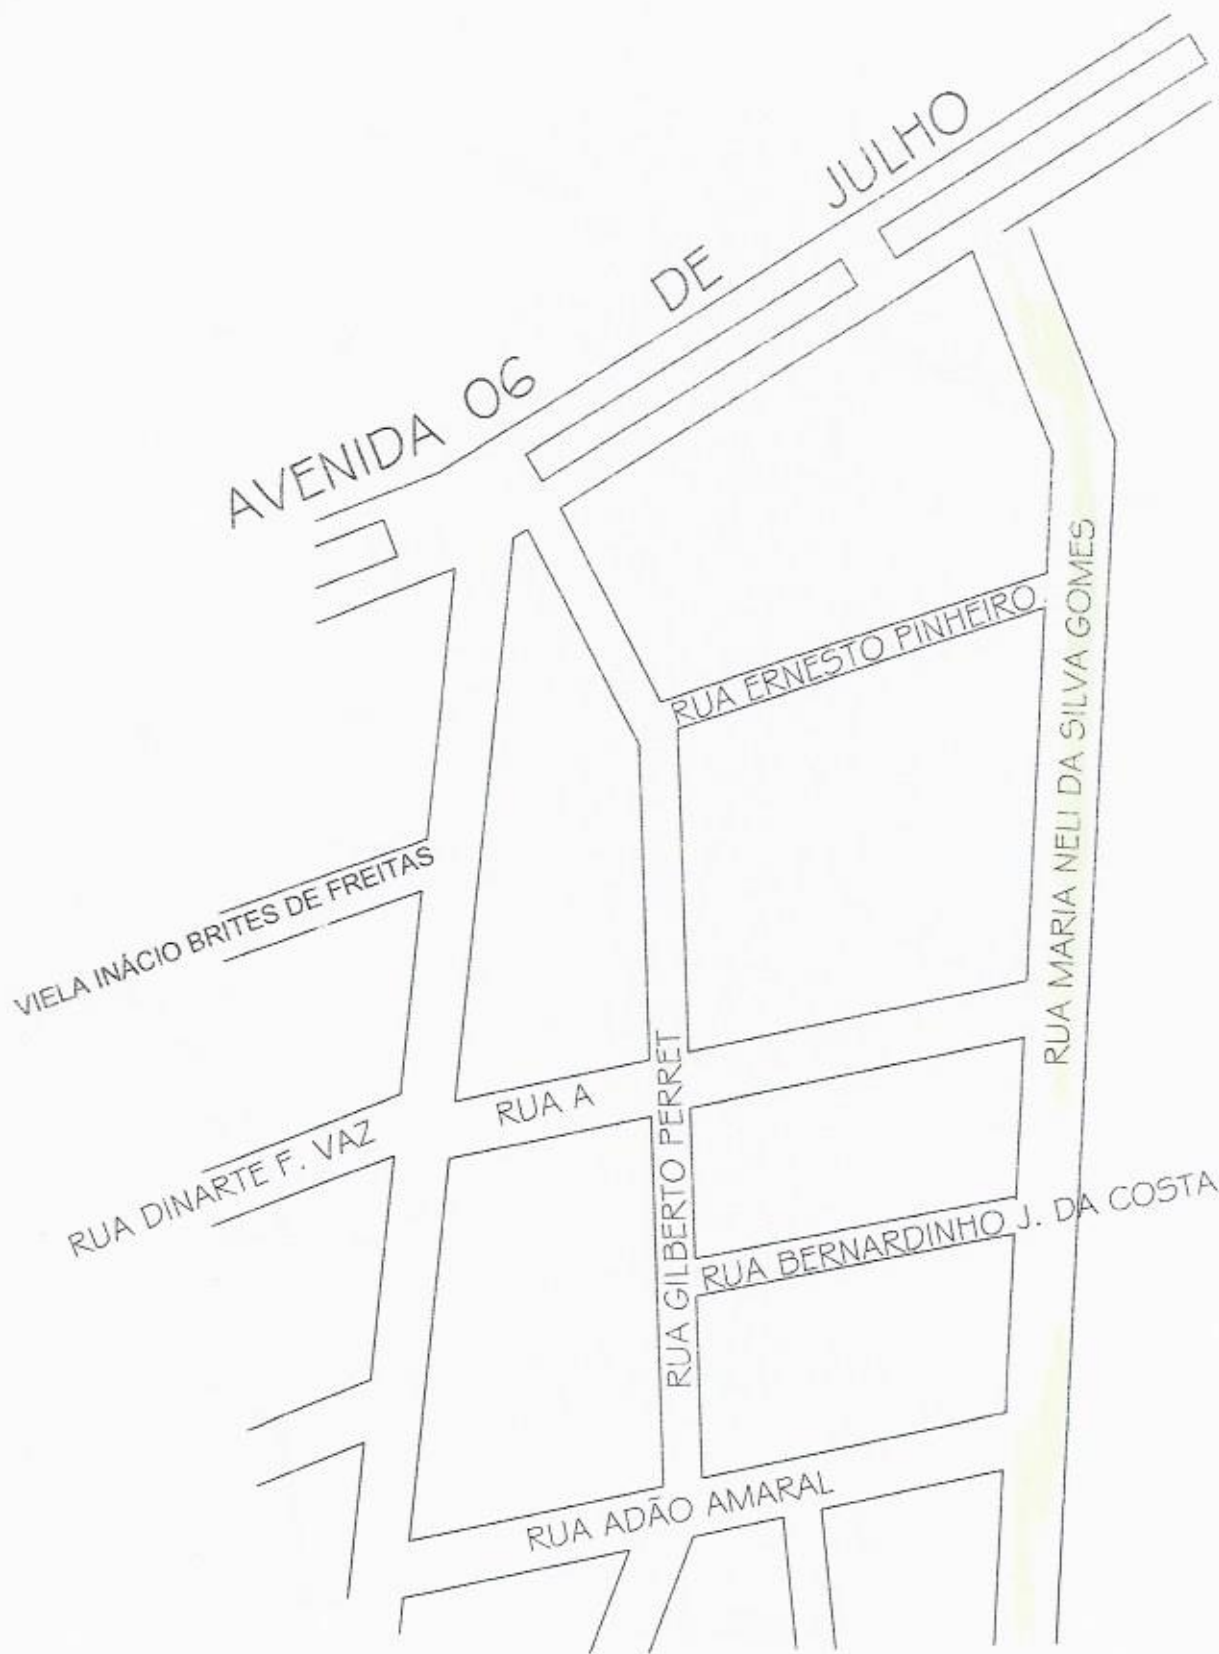 AVENIDA 06 DE JULHO
RUA ERNESTO PINHEIRO
RUA MARIA NELI DA SILVA GOMES
VIELA INÁCIO BRITES DE FREITAS
RUA A
RUA DINARTE F. VAZ
RUA GILBERTO PERRET
RUA BERNARDINHO J. DA COSTA
RUA ADÃO AMARAL